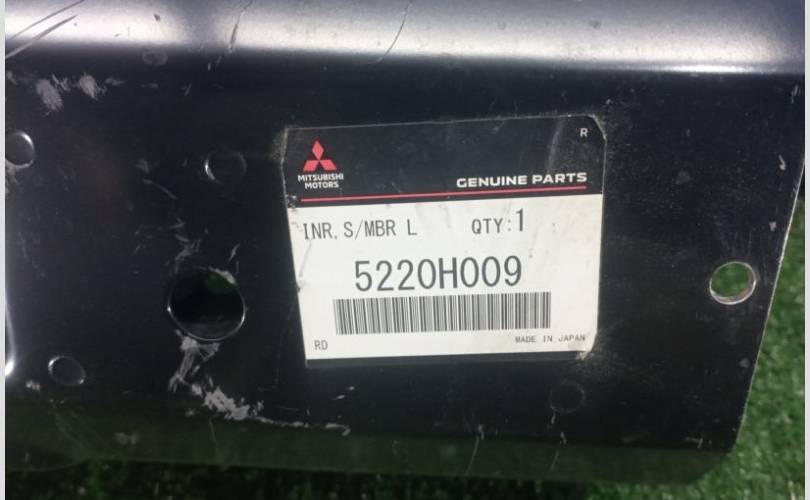 R
MITSUBISHI
MOTORS
GENUINE PARTS
INR, S/MBR L QTY:1
5220H009
RD MADE IN JAPAN